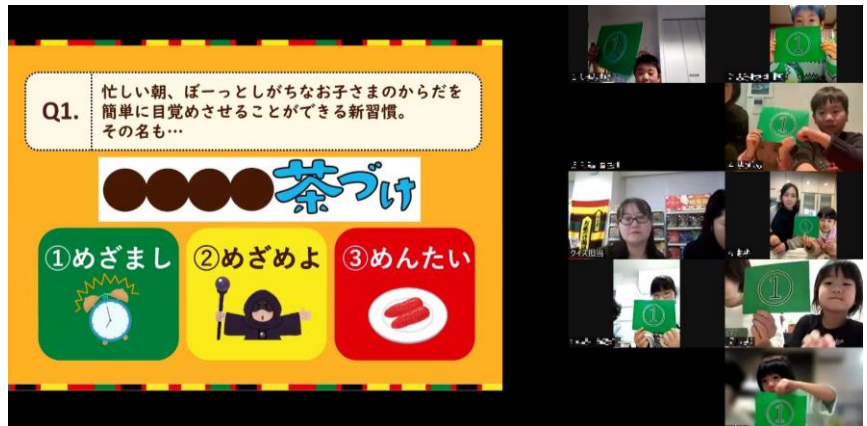 Q1.
忙しい朝、ぼーっとしがちなお子さまのからだを
簡単に目覚めさせることができる新習慣。
その名も…
●●●●茶づけ
①めざまし
②めざめよ
③めんたい
①
①
①
クイズ担当
①
①
①
①